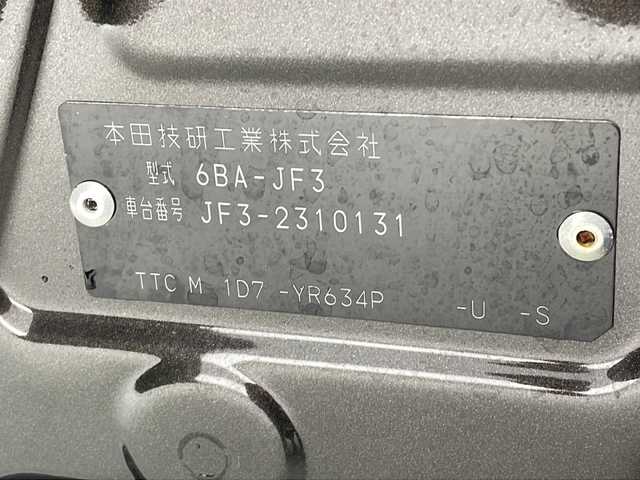 本田技研工業株式会社
型式 6BA-JF3
車台番号 JF3-2310131
TTC M 1D7 -YR634P -U -S